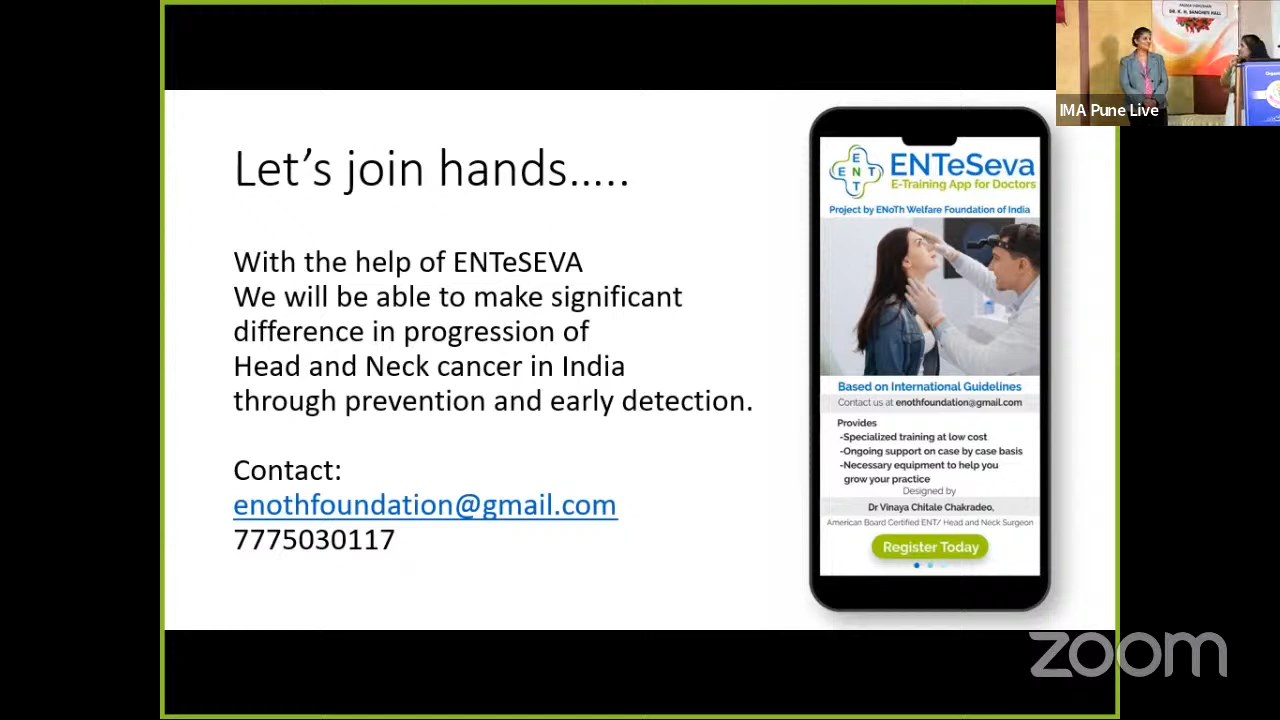 Let's join hands.....
With the help of ENTeSEVA
We will be able to make significant
difference in progression of
Head and Neck cancer in India
through prevention and early detection.
Contact:
enothfoundation@gmail.com
7775030117
E
E N T
T
ENTeSeva
E-Training App for Doctors
Project by ENoTh Welfare Foundation of India
Based on International Guidelines
Contact us at enothfoundation@gmail.com
Provides
-Specialized training at low cost
-Ongoing support on case by case basis
-Necessary equipment to help you
grow your practice
Designed by
Dr Vinaya Chitale Chakradeo,
American Board Certified ENT/ Head and Neck Surgeon
Register Today
DR. K. H. SANCHETI HALL
IMA Pune Live
zoom